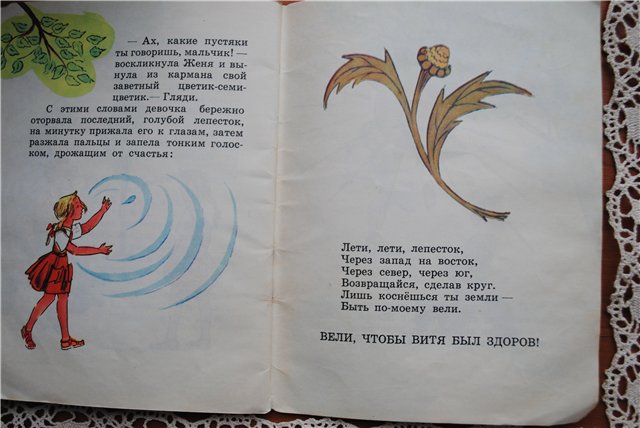 — Ах, какие пустяки
ты говоришь, мальчик! —
воскликнула Женя и вы-
нула из кармана свой
заветный цветик-семи-
цветик.— Гляди.
С этими словами девочка бережно
оторвала последний, голубой лепесток,
на минутку прижала его к глазам, затем
разжала пальцы и запела тонким голос-
ком, дрожащим от счастья:
Лети, лети, лепесток,
Через запад на восток,
Через север, через юг,
Возвращайся, сделав круг.
Лишь коснёшься ты земли —
Быть по-моему вели.
ВЕЛИ, ЧТОБЫ ВИТЯ БЫЛ ЗДОРОВ!